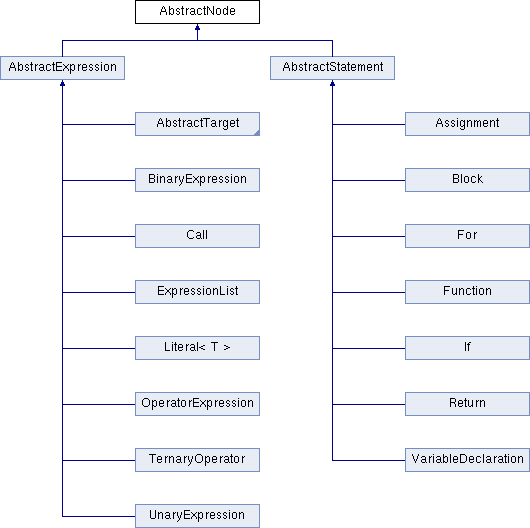 AbstractNode
AbstractExpression
AbstractStatement
AbstractTarget
Assignment
BinaryExpression
Block
Call
For
ExpressionList
Function
Literal< T >
If
OperatorExpression
Return
TernaryOperator
VariableDeclaration
UnaryExpression